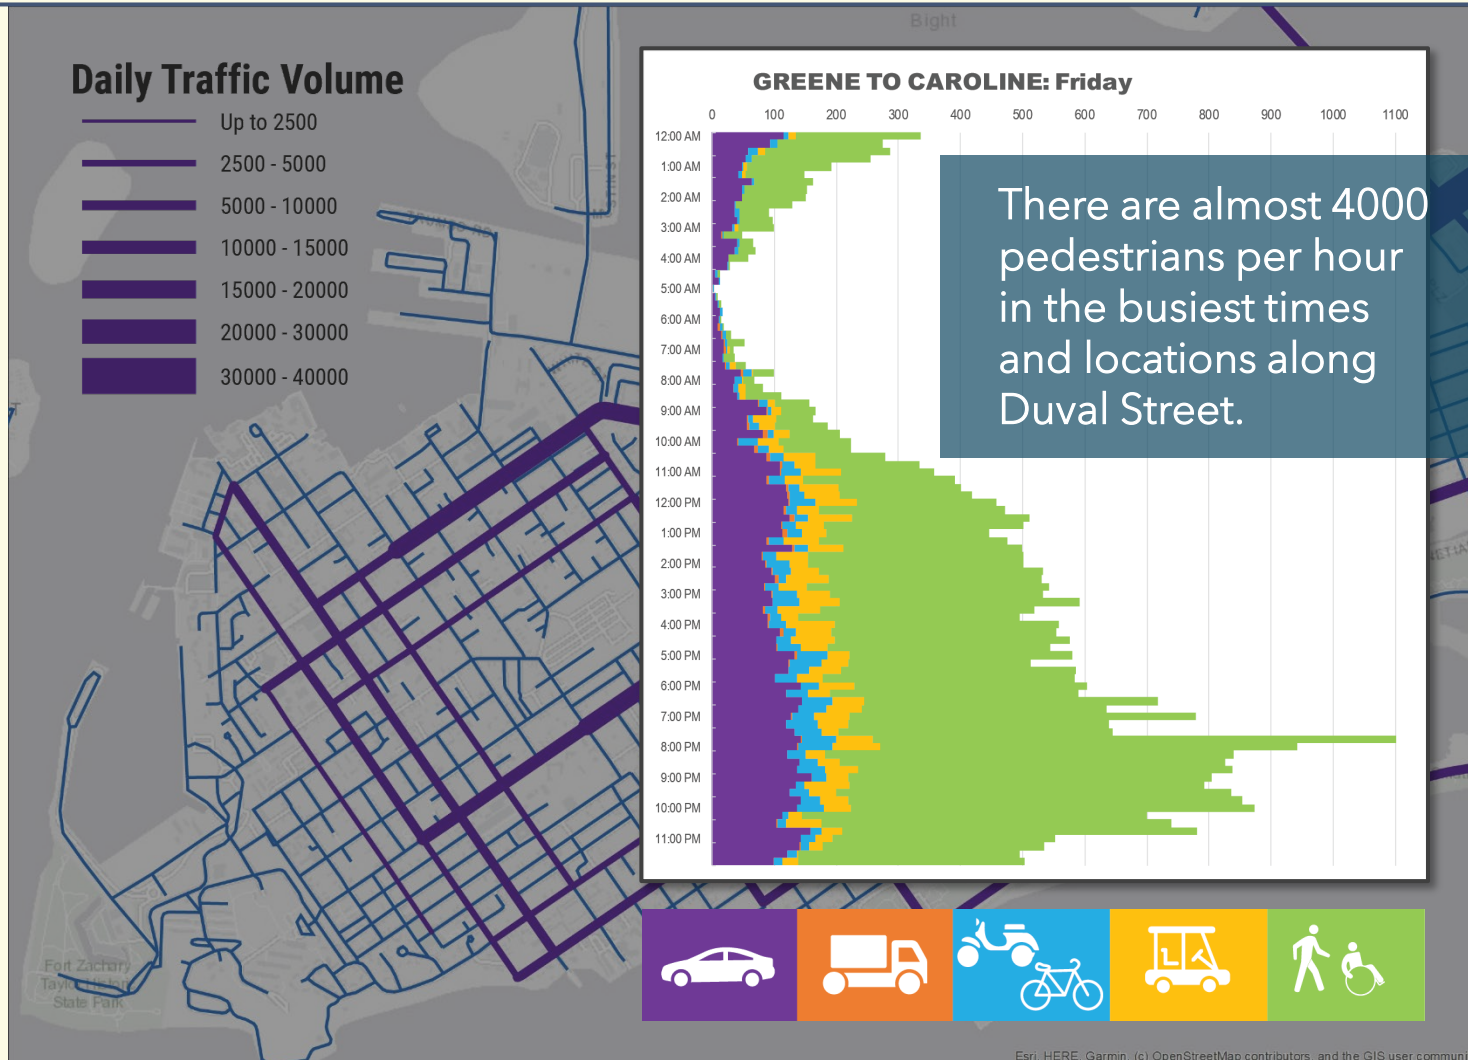 Bight
Daily Traffic Volume
Up to 2500
2500 - 5000
5000 - 10000
10000 - 15000
15000 - 20000
20000 - 30000
30000 - 40000
GREENE TO CAROLINE: Friday
0 100 200 300 400 500 600 700 800 900 1000 1100
12:00 AM
1:00 AM
2:00 AM
3:00 AM
4:00 AM
5:00 AM
6:00 AM
7:00 AM
8:00 AM
9:00 AM
10:00 AM
11:00 AM
12:00 PM
1:00 PM
2:00 PM
3:00 PM
4:00 PM
5:00 PM
6:00 PM
7:00 PM
8:00 PM
9:00 PM
10:00 PM
11:00 PM
There are almost 4000
pedestrians per hour
in the busiest times
and locations along
Duval Street.
Fort Zachary
Taylor Historic
State Park
Esri, HERE, Garmin, (c) OpenStreetMap contributors, and the GIS user commun